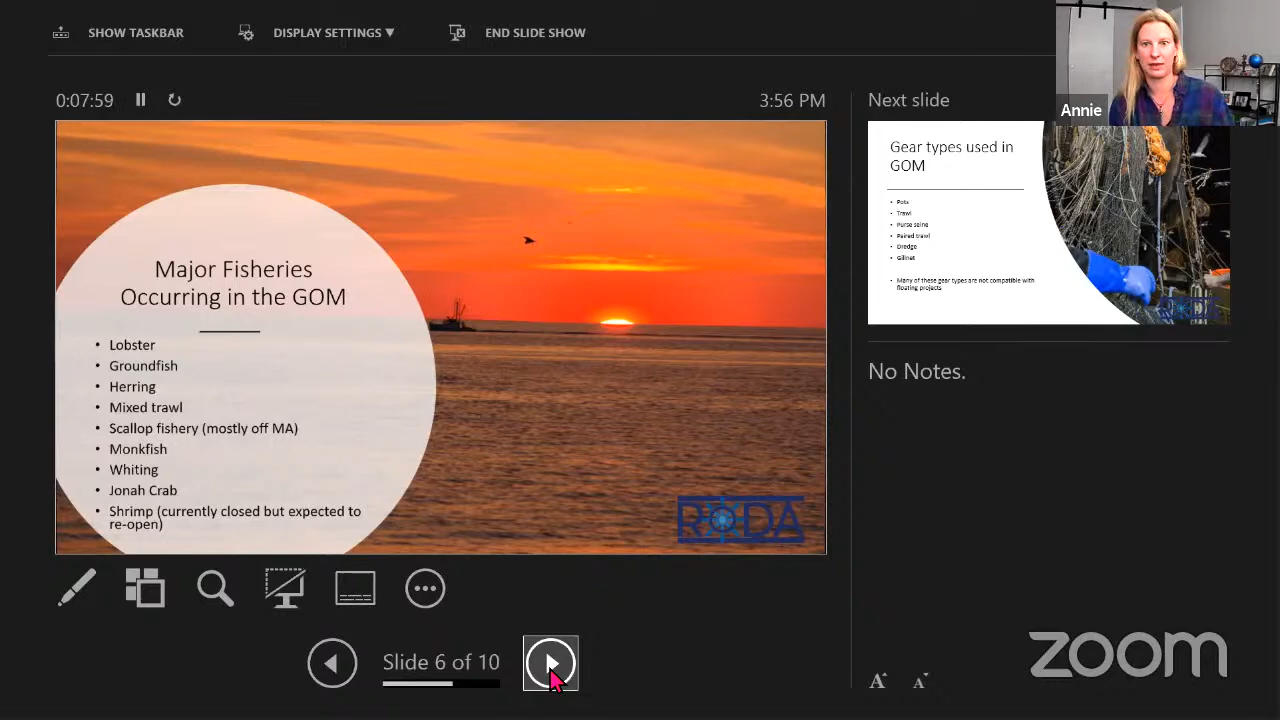 SHOW TASKBAR
DISPLAY SETTINGS ▼
END SLIDE SHOW
Annie
0:07:59
3:56 PM
Next slide
Major Fisheries
Occurring in the GOM
• Lobster
• Groundfish
• Herring
• Mixed trawl
• Scallop fishery (mostly off MA)
• Monkfish
• Whiting
• Jonah Crab
• Shrimp (currently closed but expected to
re-open)
RODA
Gear types used in
GOM
• Pots
• Trawl
• Purse seine
• Paired trawl
• Dredge
• Gillnet
• Many of these gear types are not compatible with
floating projects
RODA
No Notes.
Slide 6 of 10
A A
zoom